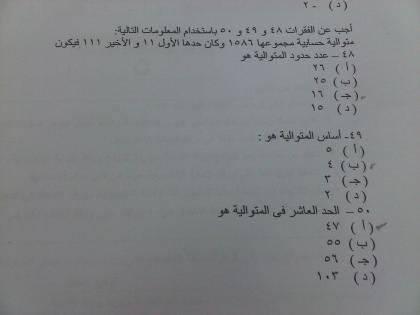 ( د ) -٢
أجب عن الفقرات ٤٨ و ٤٩ و ٥٠ باستخدام المعلومات التالية:
متوالية حسابية مجموعها ١٥٨٦ وكان حدها الأول ١١ و الأخير ١١١ فيكون
٤٨ – عدد حدود المتوالية هو
( أ ) ٢٦
( ب ) ٢٥
( جـ ) ١٦
( د ) ١٥
٤٩- أساس المتوالية هو :
( أ ) ٥
( ب ) ٤
( جـ ) ٣
( د ) ٢
٥٠ – الحد العاشر فى المتوالية هو
( أ ) ٤٧
( ب ) ٥٥
( جـ ) ٥٦
( د ) ١٠٣